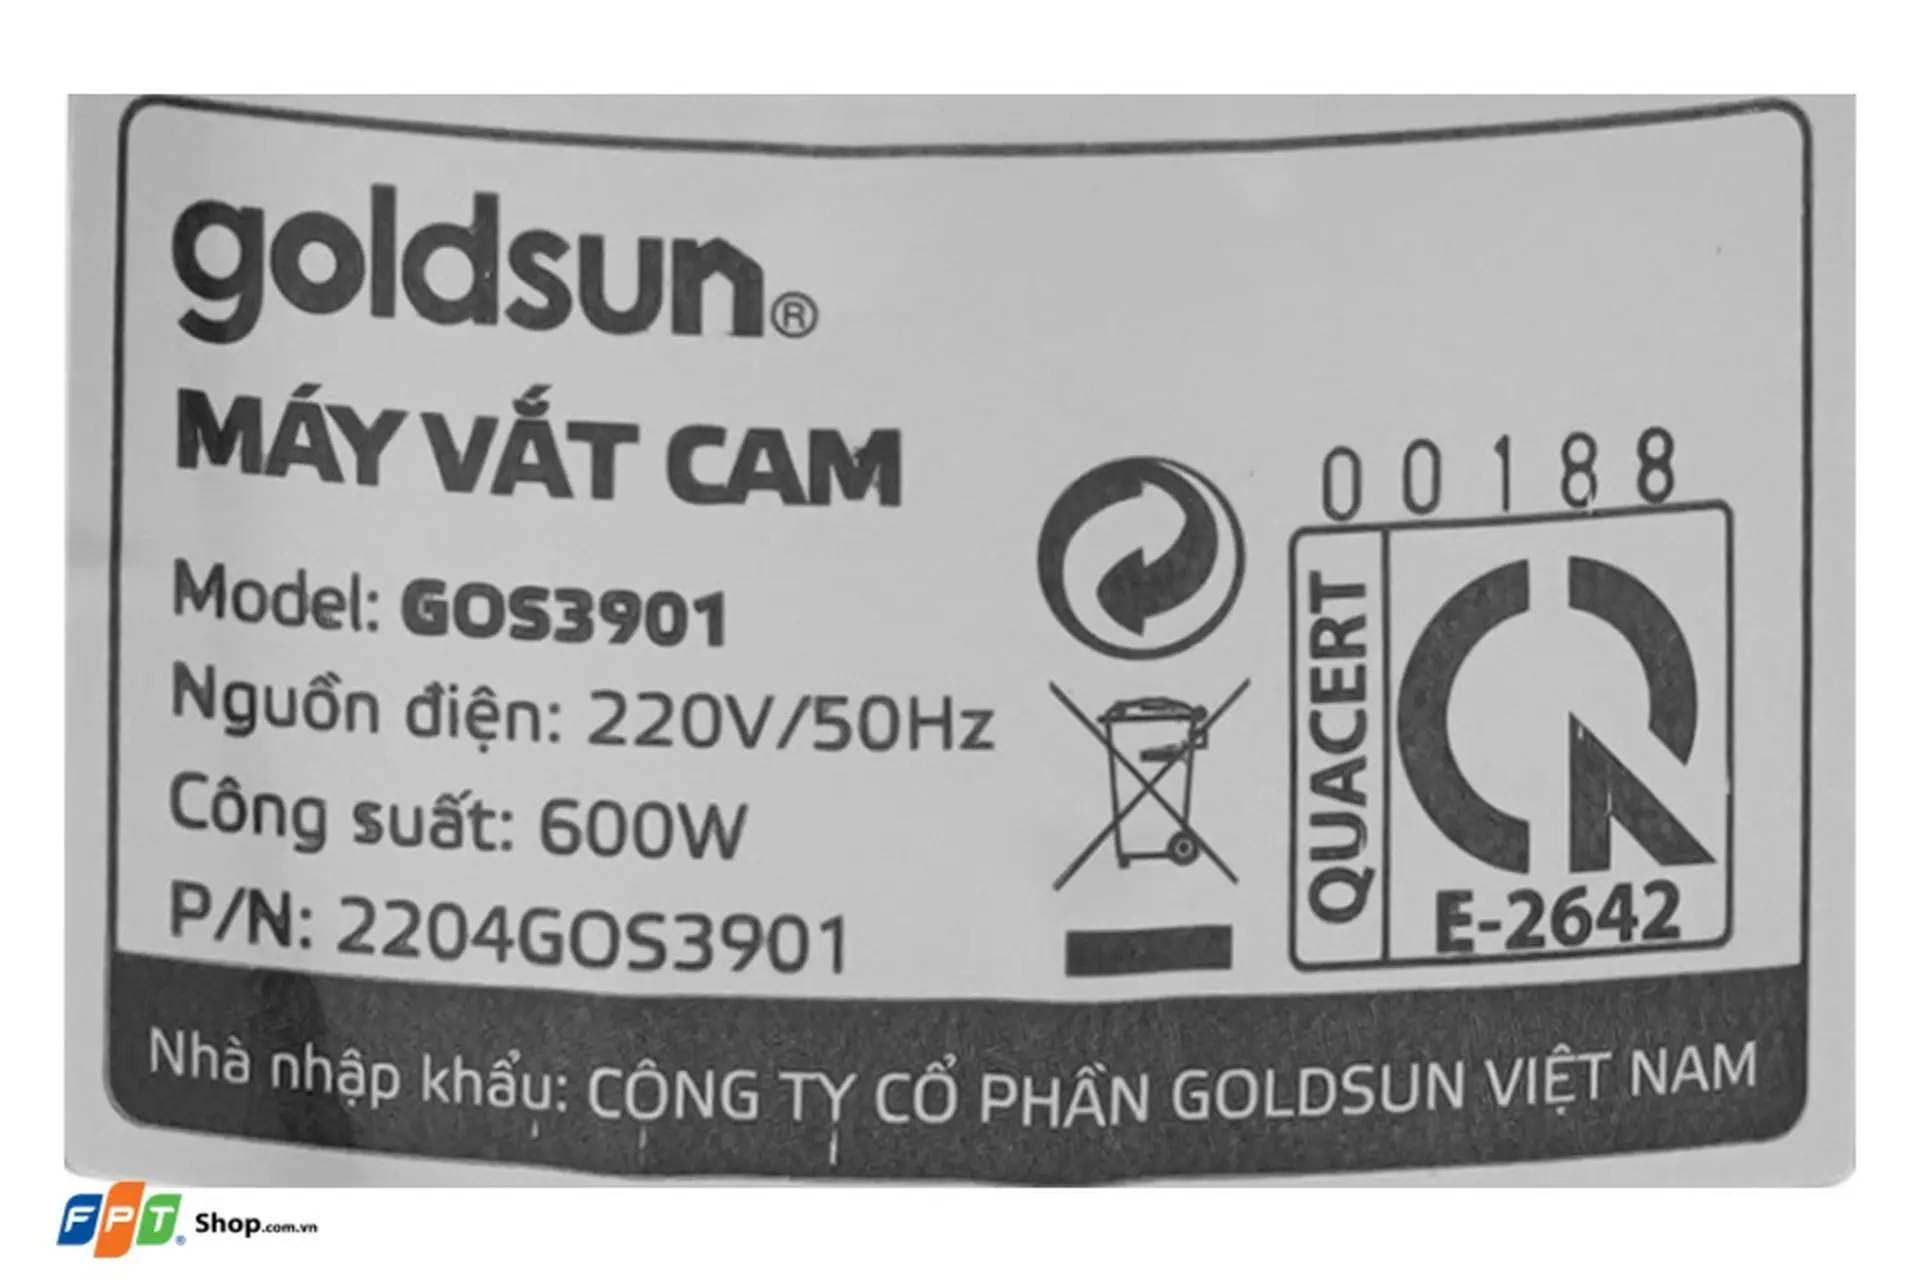 goldsun®
MÁY VẮT CAM
Model: GOS3901
Nguồn điện: 220V/50Hz
Công suất: 600W
P/N: 2204GOS3901
00188
QUACERT
E-2642
Nhà nhập khẩu: CÔNG TY CỔ PHẦN GOLDSUN VIỆT NAM
FPT® Shop.com.vn